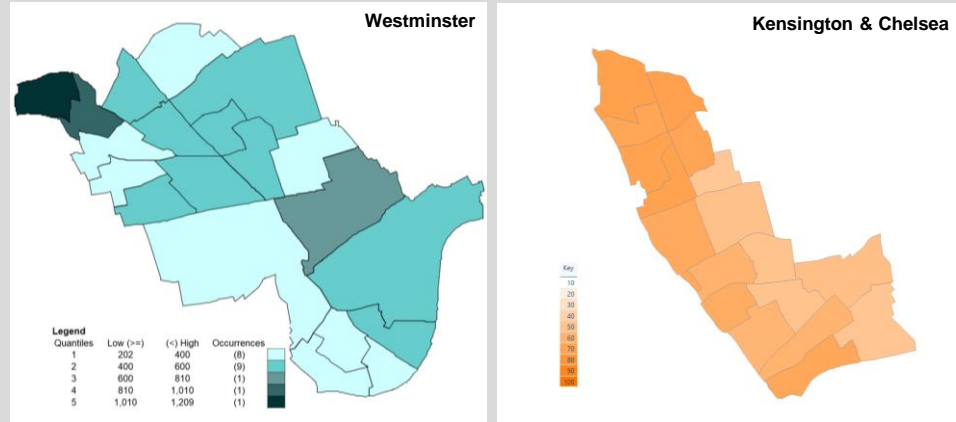 Westminster
Kensington & Chelsea
Legend
Quantiles Low (>=) (<) High Occurrences
1 202 400 (8)
2 400 600 (9)
3 600 810 (1)
4 810 1,010 (1)
5 1,010 1,209 (1)
Key
10
20
30
40
50
60
70
80
90
100